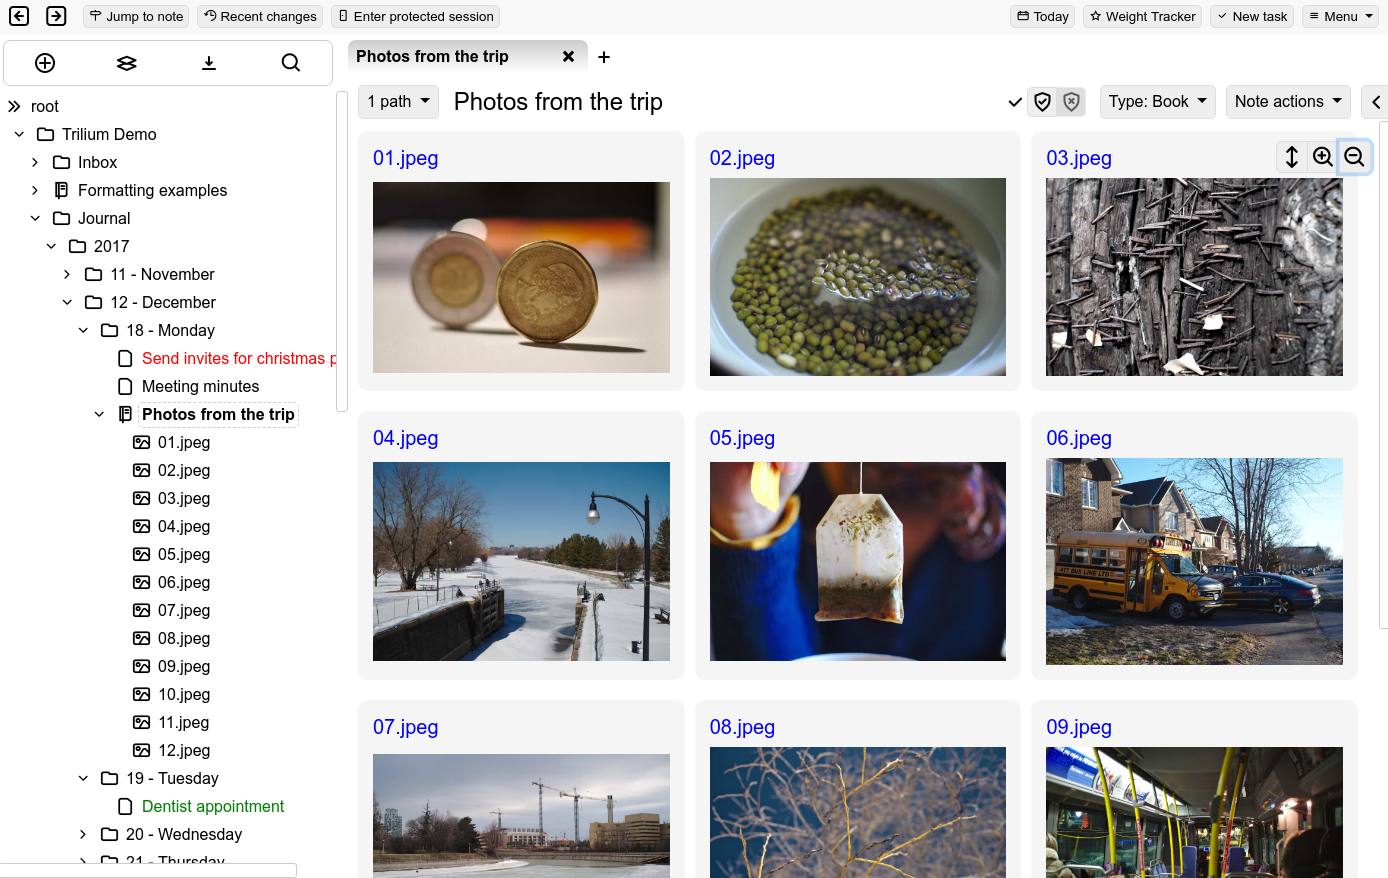 Jump to note
Recent changes
Enter protected session
Today
Weight Tracker
New task
Menu
Photos from the trip
root
Trilium Demo
Inbox
Formatting examples
Journal
2017
11 - November
12 - December
18 - Monday
Send invites for christmas p
Meeting minutes
Photos from the trip
01.jpeg
02.jpeg
03.jpeg
04.jpeg
05.jpeg
06.jpeg
07.jpeg
08.jpeg
09.jpeg
10.jpeg
11.jpeg
12.jpeg
19 - Tuesday
Dentist appointment
20 - Wednesday
21 - Thursday
1 path
Photos from the trip
Type: Book
Note actions
01.jpeg
02.jpeg
03.jpeg
04.jpeg
05.jpeg
06.jpeg
417 BUS LINE LTD
07.jpeg
08.jpeg
09.jpeg